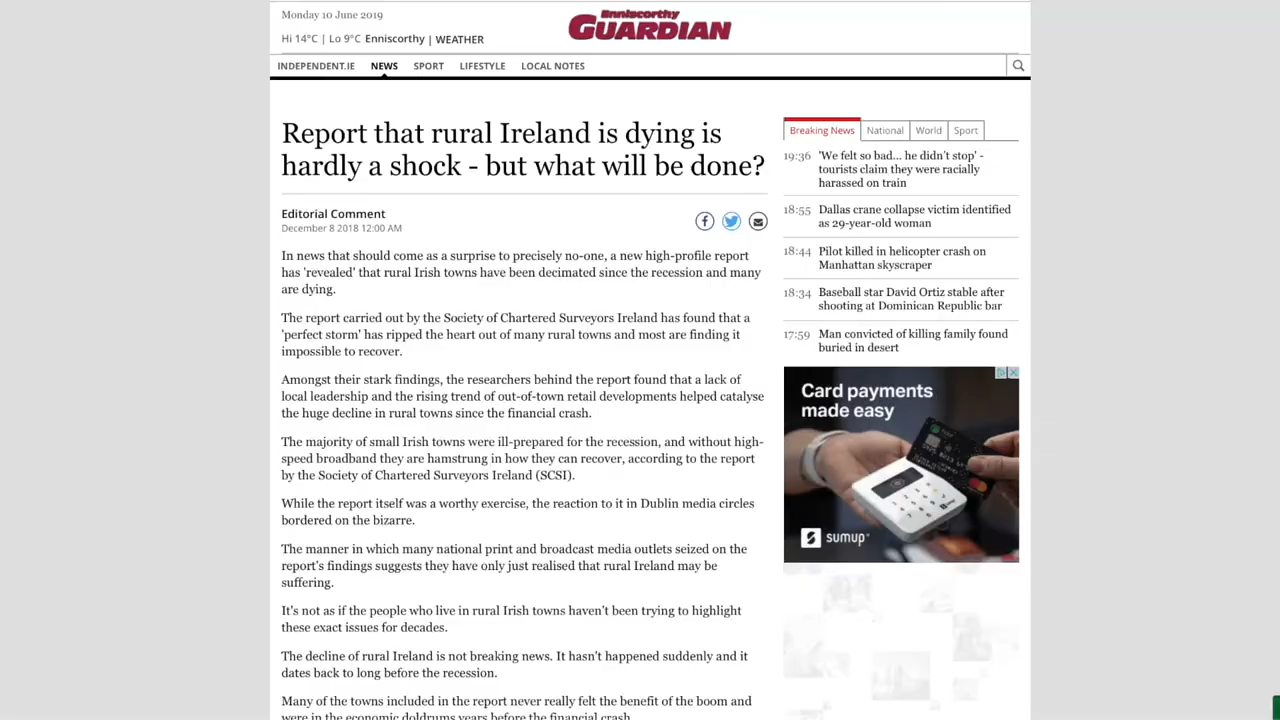 Monday 10 June 2019
Enniscorthy
GUARDIAN
Hi 14°C | Lo 9°C Enniscorthy | WEATHER
INDEPENDENT.IE NEWS SPORT LIFESTYLE LOCAL NOTES
Report that rural Ireland is dying is
hardly a shock - but what will be done?
Editorial Comment
December 8 2018 12:00 AM
In news that should come as a surprise to precisely no-one, a new high-profile report
has 'revealed' that rural Irish towns have been decimated since the recession and many
are dying.
The report carried out by the Society of Chartered Surveyors Ireland has found that a
'perfect storm' has ripped the heart out of many rural towns and most are finding it
impossible to recover.
Amongst their stark findings, the researchers behind the report found that a lack of
local leadership and the rising trend of out-of-town retail developments helped catalyse
the huge decline in rural towns since the financial crash.
The majority of small Irish towns were ill-prepared for the recession, and without high-
speed broadband they are hamstrung in how they can recover, according to the report
by the Society of Chartered Surveyors Ireland (SCSI).
While the report itself was a worthy exercise, the reaction to it in Dublin media circles
bordered on the bizarre.
The manner in which many national print and broadcast media outlets seized on the
report's findings suggests they have only just realised that rural Ireland may be
suffering.
It's not as if the people who live in rural Irish towns haven't been trying to highlight
these exact issues for decades.
The decline of rural Ireland is not breaking news. It hasn't happened suddenly and it
dates back to long before the recession.
Many of the towns included in the report never really felt the benefit of the boom and
were in the economic doldrums years before the financial crash.
Breaking News National World Sport
19:36 'We felt so bad... he didn't stop' -
tourists claim they were racially
harassed on train
18:55 Dallas crane collapse victim identified
as 29-year-old woman
18:44 Pilot killed in helicopter crash on
Manhattan skyscraper
18:34 Baseball star David Ortiz stable after
shooting at Dominican Republic bar
17:59 Man convicted of killing family found
buried in desert
Card payments
made easy
sumup